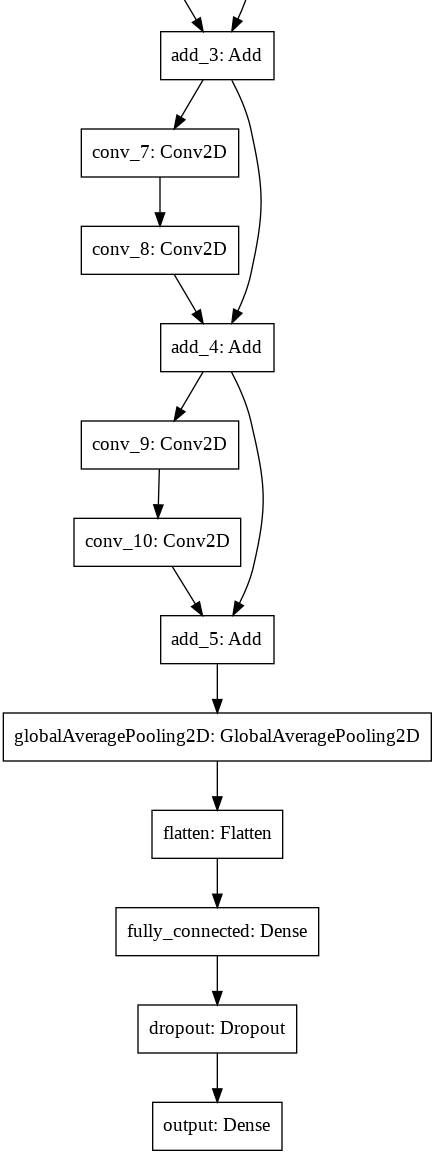 add_3: Add
conv_7: Conv2D
conv_8: Conv2D
add_4: Add
conv_9: Conv2D
conv_10: Conv2D
add_5: Add
globalAveragePooling2D: GlobalAveragePooling2D
flatten: Flatten
fully_connected: Dense
dropout: Dropout
output: Dense